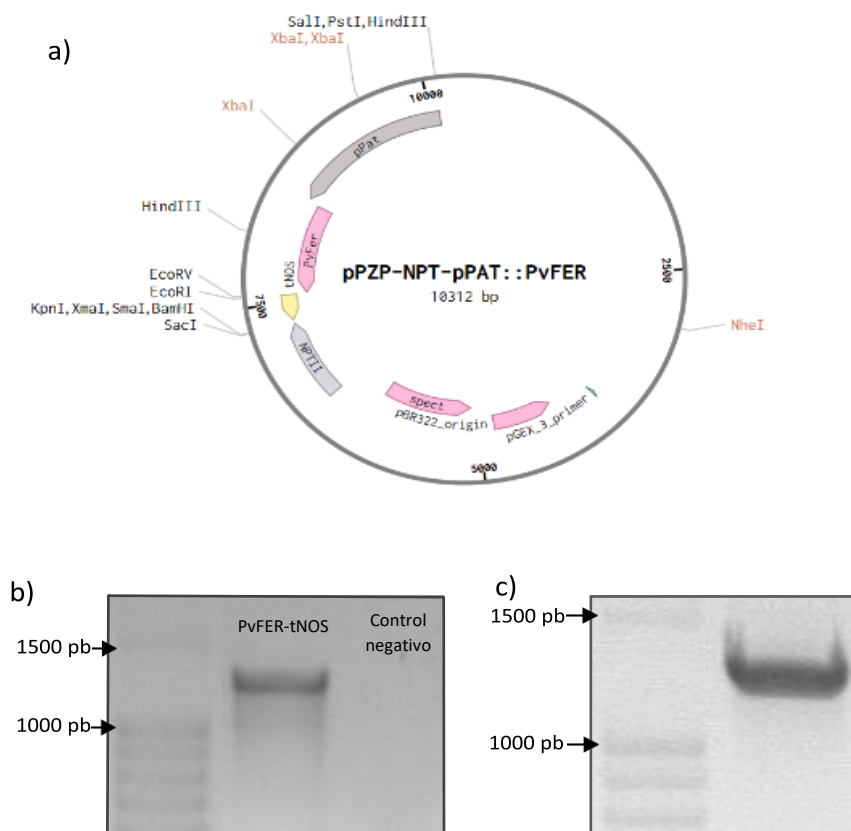 a)
SalI,PstI,HindIII
XbaI,XbaI
10000
XbaI
pPat
HindIII
PvFer
tNOS
pPZP-NPT-pPAT::PvFER
10312 bp
2500
EcoRV
EcoRI
7500
KpnI,XmaI,SmaI,BamHI
SacI
NheI
NPTII
spect
pBR322_origin
pGEX_3_primer
5000
b)
1500 pb
PvFER-tNOS
Control
negativo
1000 pb
c)
1500 pb
1000 pb